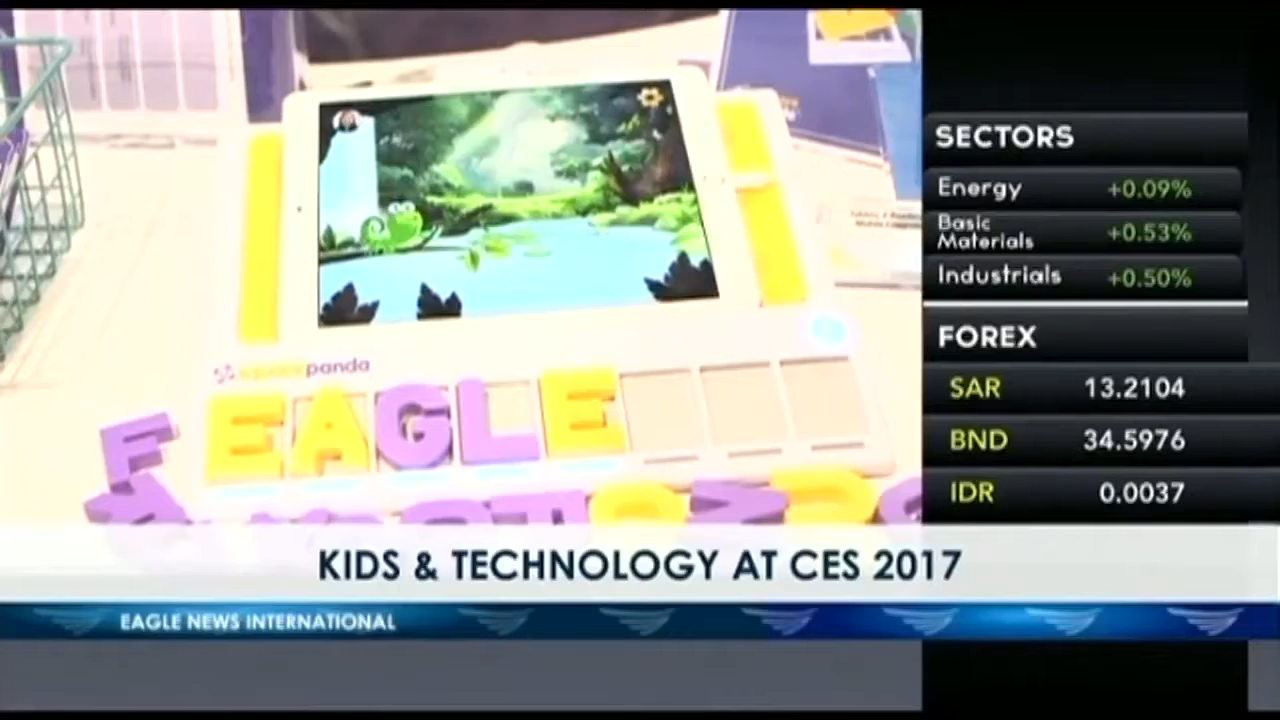 panda
EAGLE
F
SECTORS
Energy +0.09%
Basic
Materials +0.53%
Industrials +0.50%
FOREX
SAR 13.2104
BND 34.5976
IDR 0.0037
KIDS & TECHNOLOGY AT CES 2017
EAGLE NEWS INTERNATIONAL